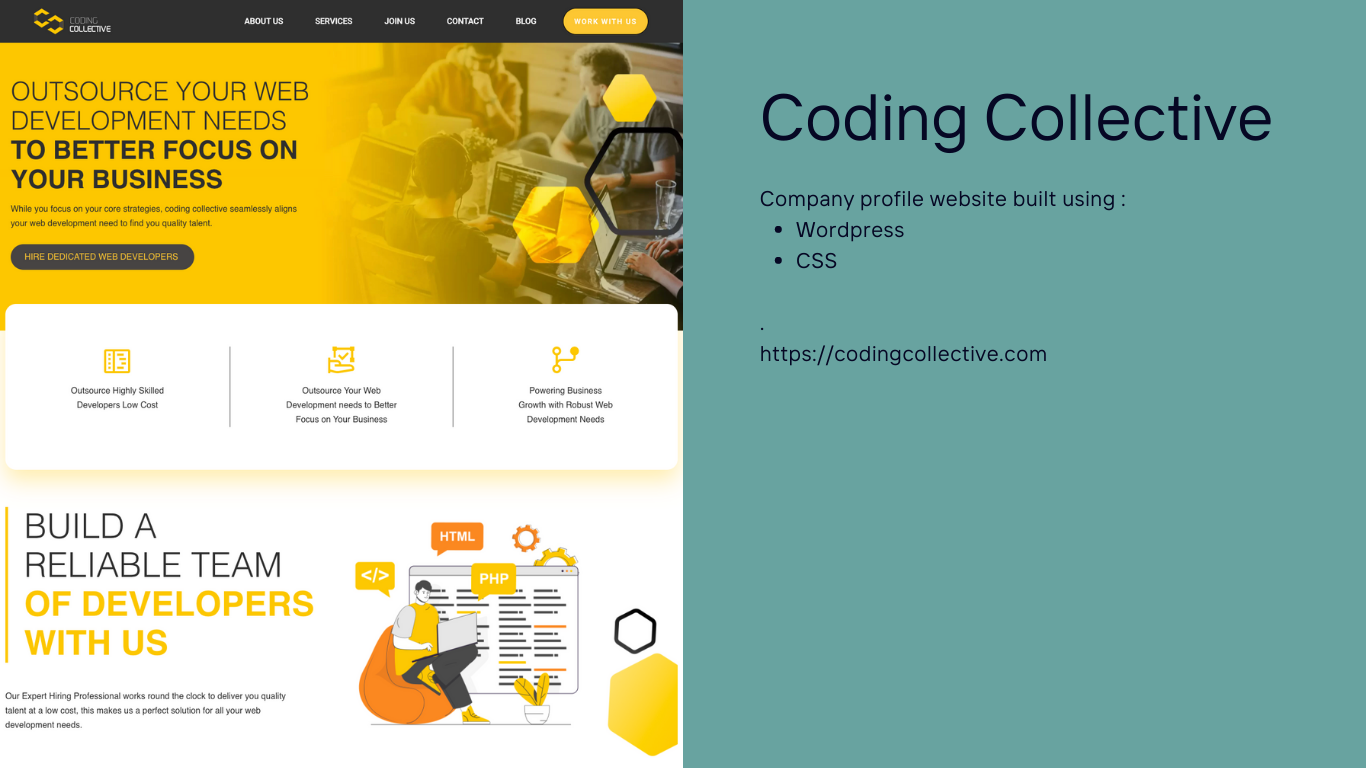 CODING
COLLECTIVE
ABOUT US
SERVICES
JOIN US
CONTACT
BLOG
WORK WITH US
OUTSOURCE YOUR WEB
DEVELOPMENT NEEDS
TO BETTER FOCUS ON
YOUR BUSINESS
While you focus on your core strategies, coding collective seamlessly aligns
your web development need to find you quality talent.
HIRE DEDICATED WEB DEVELOPERS
Outsource Highly Skilled
Developers Low Cost
Outsource Your Web
Development needs to Better
Focus on Your Business
Powering Business
Growth with Robust Web
Development Needs
BUILD A
RELIABLE TEAM
OF DEVELOPERS
WITH US
Our Expert Hiring Professional works round the clock to deliver you quality
talent at a low cost, this makes us a perfect solution for all your web
development needs.
HTML
</>
PHP
Coding Collective
Company profile website built using :
• Wordpress
• CSS
.
https://codingcollective.com